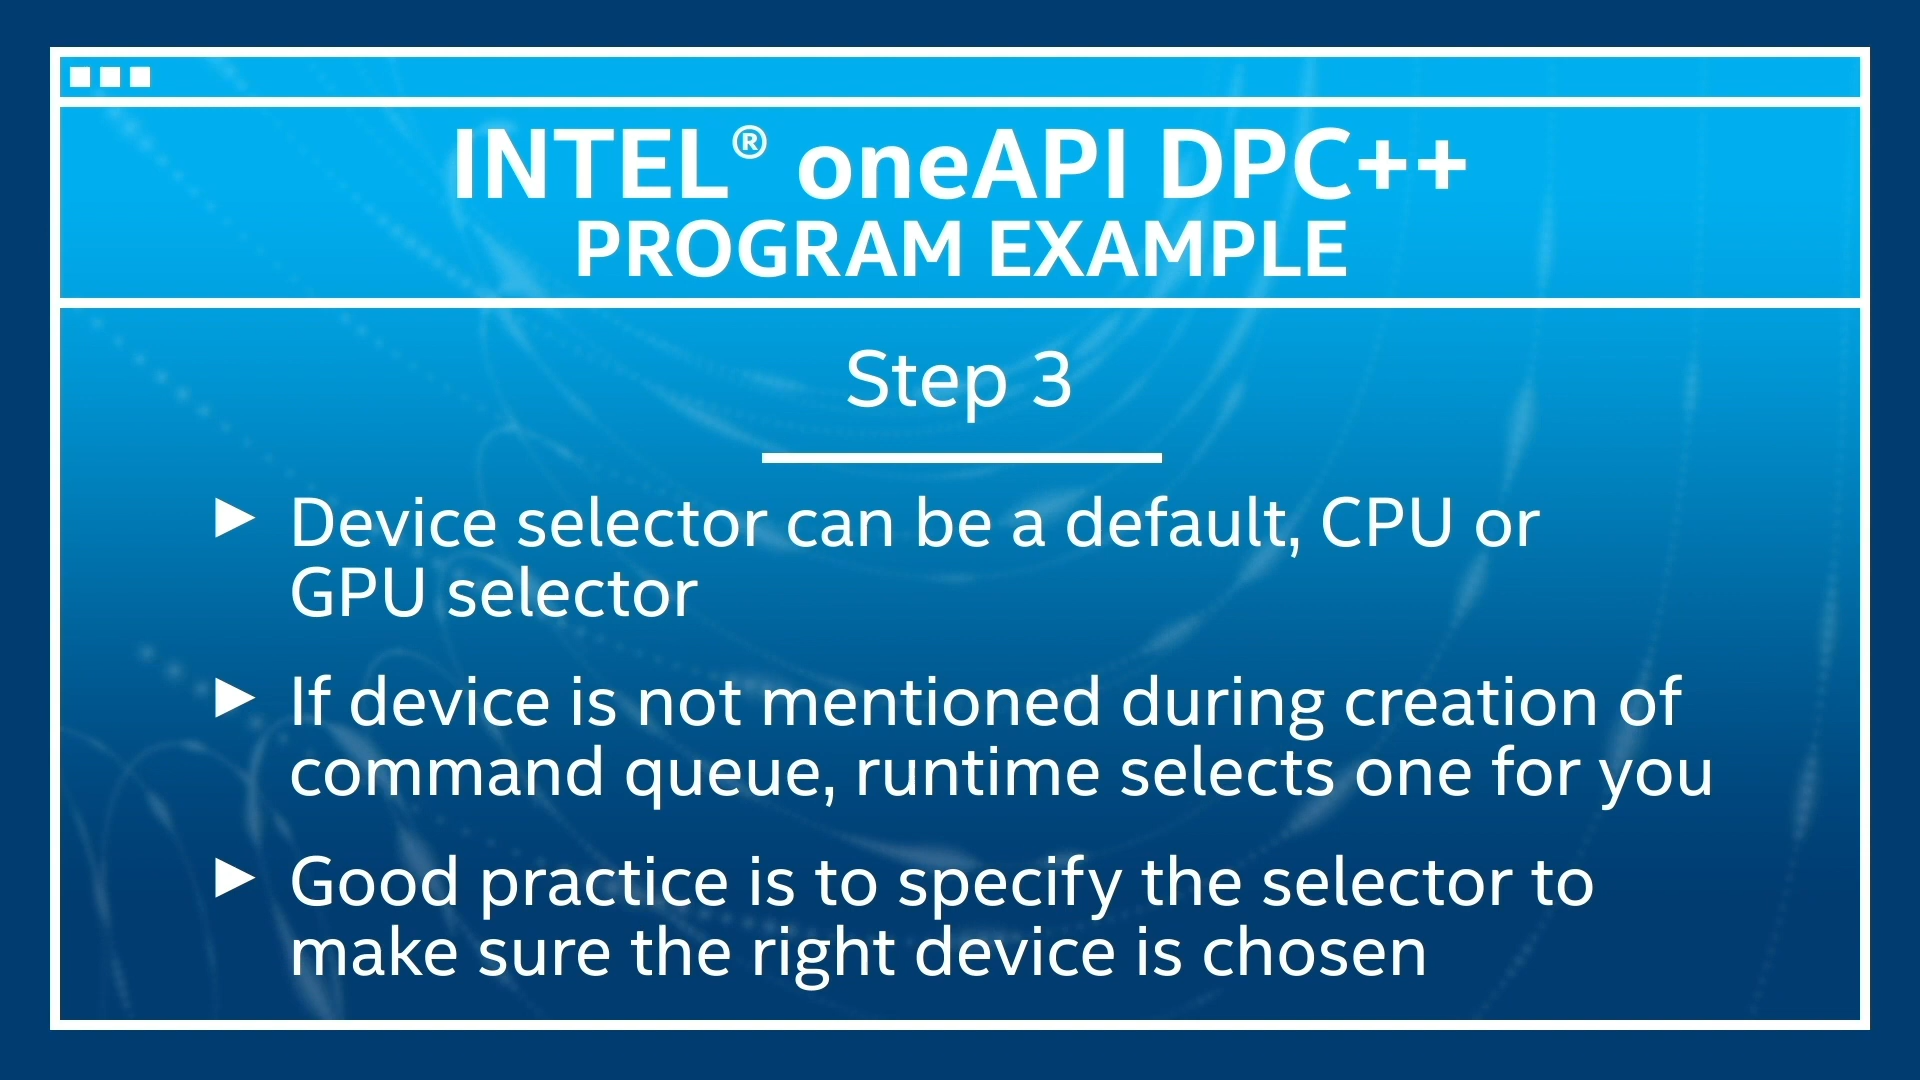 INTEL® oneAPI DPC++
PROGRAM EXAMPLE
Step 3
► Device selector can be a default, CPU or
GPU selector
► If device is not mentioned during creation of
command queue, runtime selects one for you
► Good practice is to specify the selector to
make sure the right device is chosen